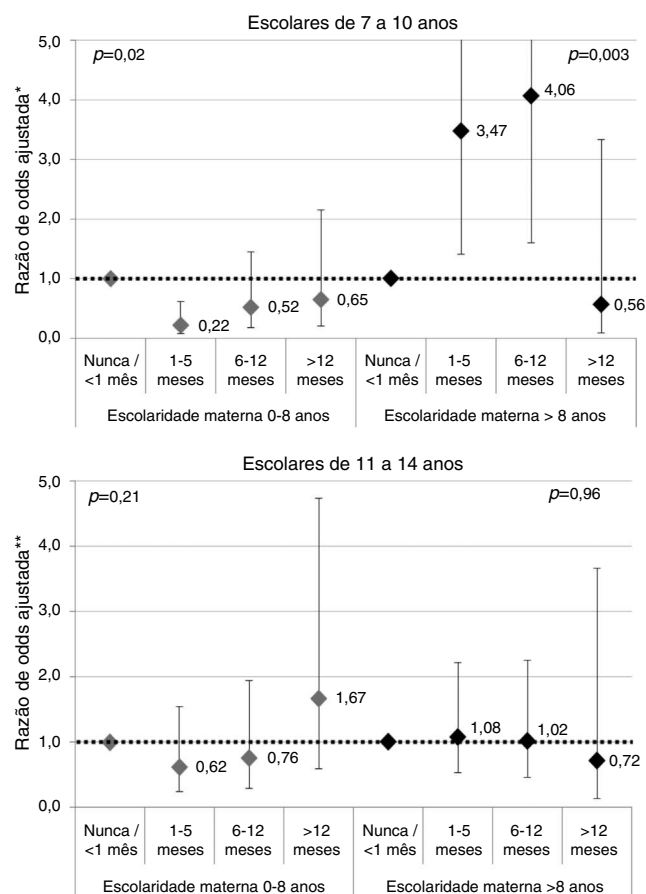 Escolares de 7 a 10 anos
Razão de odds ajustada*
5,0
4,0
3,0
2,0
1,0
0,0
p=0,02
p=0,003
0,22
0,52
0,65
3,47
4,06
0,56
Nunca / 1-5 6-12 >12 Nunca / 1-5 6-12 >12
<1 mês meses meses meses <1 mês meses meses meses
Escolaridade materna 0-8 anos Escolaridade materna > 8 anos
Escolares de 11 a 14 anos
Razão de odds ajustada**
5,0
4,0
3,0
2,0
1,0
0,0
p=0,21
p=0,96
0,62
0,76
1,67
1,08
1,02
0,72
Nunca / 1-5 6-12 >12 Nunca / 1-5 6-12 >12
<1 mês meses meses meses <1 mês meses meses meses
Escolaridade materna 0-8 anos Escolaridade materna >8 anos